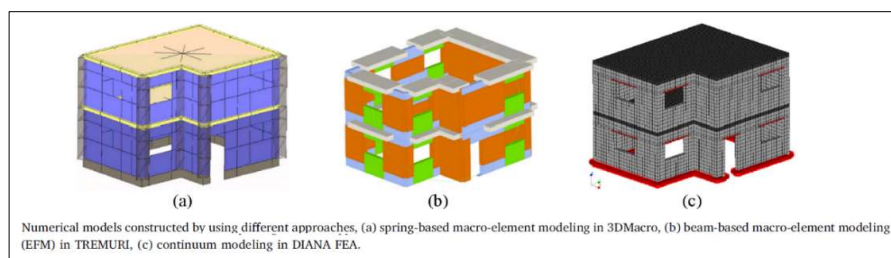 (a)
(b)
(c)
Numerical models constructed by using different approaches, (a) spring-based macro-element modeling in 3DMacro, (b) beam-based macro-element modeling
(EFM) in TREMURI, (c) continuum modeling in DIANA FEA.